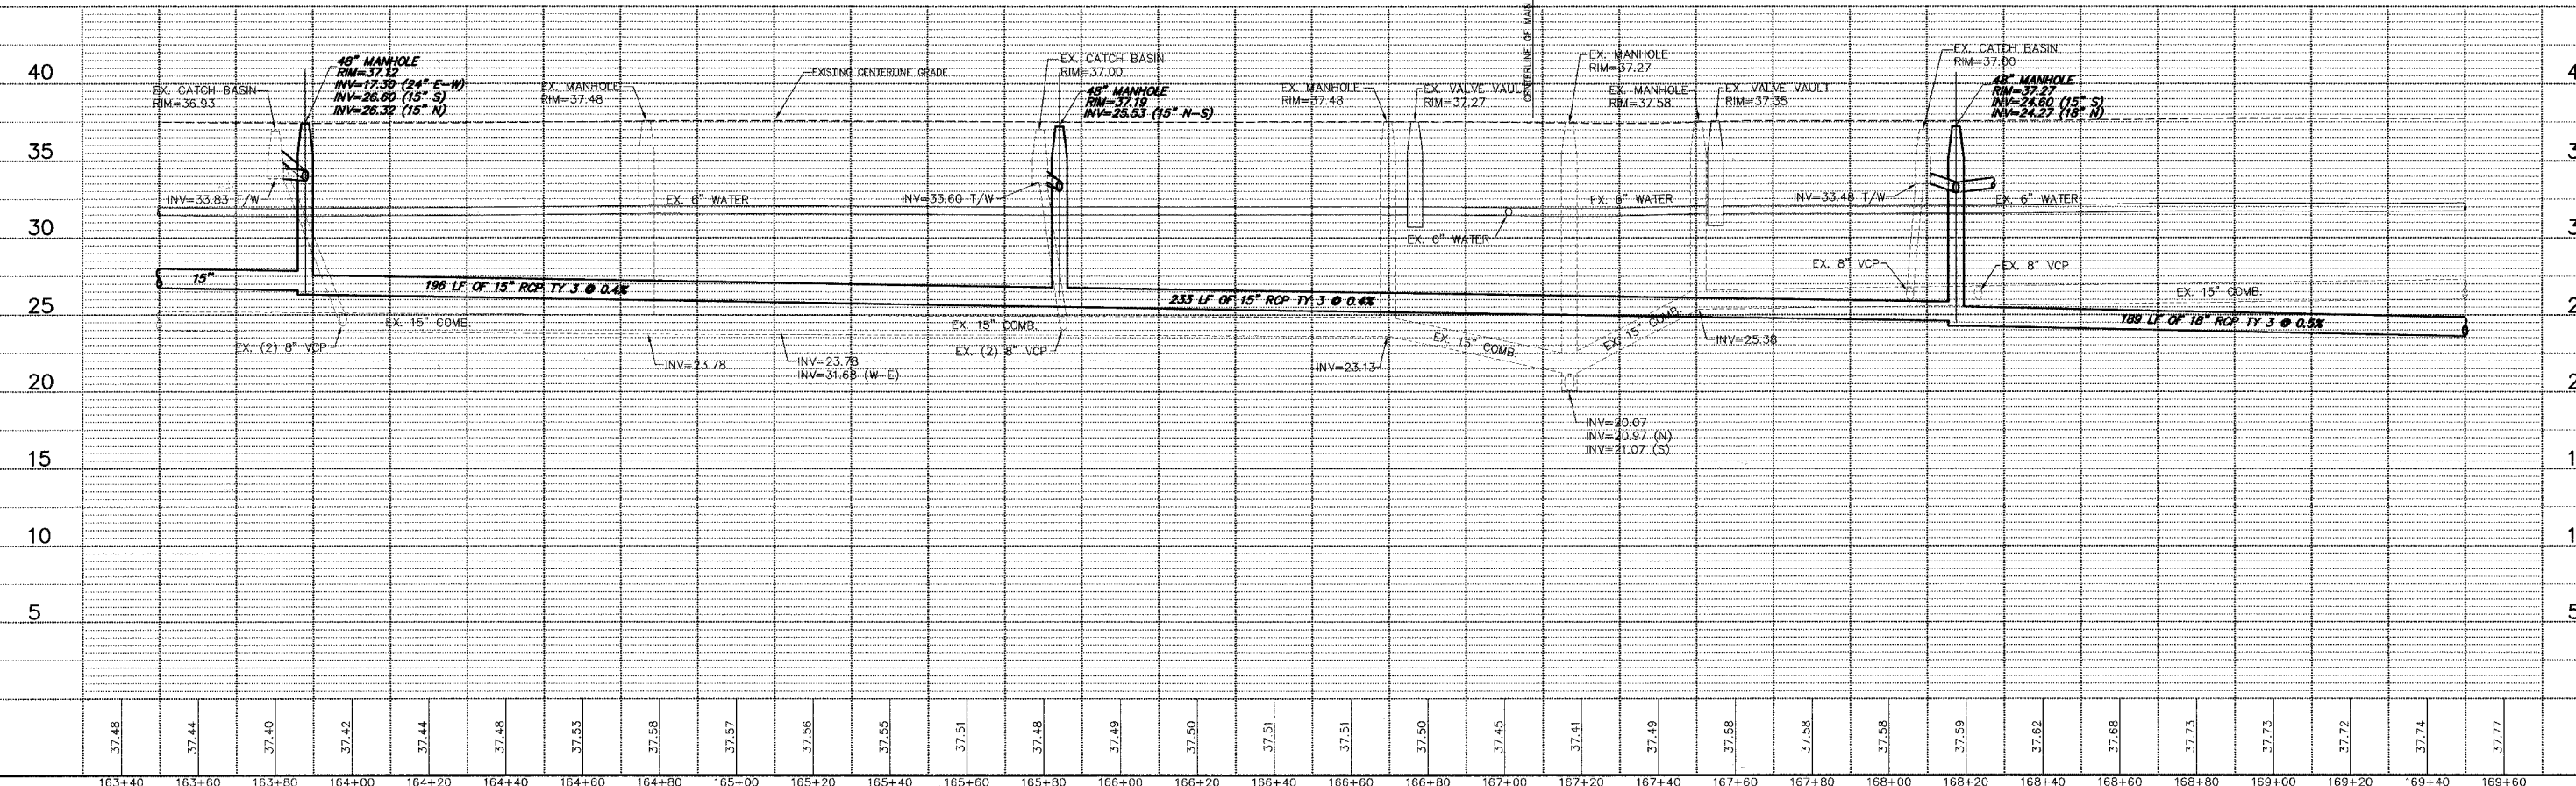 CENTERLINE OF MAIN
40
35
30
25
20
15
10
5
EX. CATCH BASIN
RIM=36.93
48" MANHOLE
RIM=37.12
INV=17.30 (24" E-W)
INV=26.60 (15" S)
INV=26.32 (15" N)
EX. MANHOLE
RIM=37.48
EXISTING CENTERLINE GRADE
EX. CATCH BASIN
RIM=37.00
48" MANHOLE
RIM=37.19
INV=25.53 (15" N-S)
EX. MANHOLE
RIM=37.48
EX. VALVE VAULT
RIM=37.27
EX. MANHOLE
RIM=37.27
EX. MANHOLE
RIM=37.58
EX. VALVE VAULT
RIM=37.35
EX. CATCH BASIN
RIM=37.00
48" MANHOLE
RIM=37.27
INV=24.60 (15" S)
INV=24.27 (18" N)
INV=33.83 T/W
EX. 6" WATER
INV=33.60 T/W
EX. 6" WATER
EX. 6" WATER
INV=33.48 T/W
EX. 6" WATER
15"
196 LF OF 15" RCP TY 3 @ 0.4%
233 LF OF 15" RCP TY 3 @ 0.4%
EX. 8" VCP
EX. 8" VCP
EX. 15" COMB.
189 LF OF 18" RCP TY 3 @ 0.5%
EX. 15" COMB.
EX. (2) 8" VCP
INV=23.78
INV=23.78
INV=31.68 (W-E)
EX. 15" COMB.
EX. (2) 8" VCP
INV=23.13
EX. 15" COMB.
EX. 15" COMB.
INV=25.38
INV=20.07
INV=20.97 (N)
INV=21.07 (S)
4
3
3
2
2
1
1
5
37.48 37.44 37.40 37.42 37.44 37.48 37.53 37.58 37.57 37.56 37.55 37.51 37.48 37.49 37.50 37.51 37.51 37.50 37.45 37.41 37.49 37.58 37.58 37.58 37.59 37.62 37.68 37.73 37.73 37.72 37.74 37.77
163+40 163+60 163+80 164+00 164+20 164+40 164+60 164+80 165+00 165+20 165+40 165+60 165+80 166+00 166+20 166+40 166+60 166+80 167+00 167+20 167+40 167+60 167+80 168+00 168+20 168+40 168+60 168+80 169+00 169+20 169+40 169+60